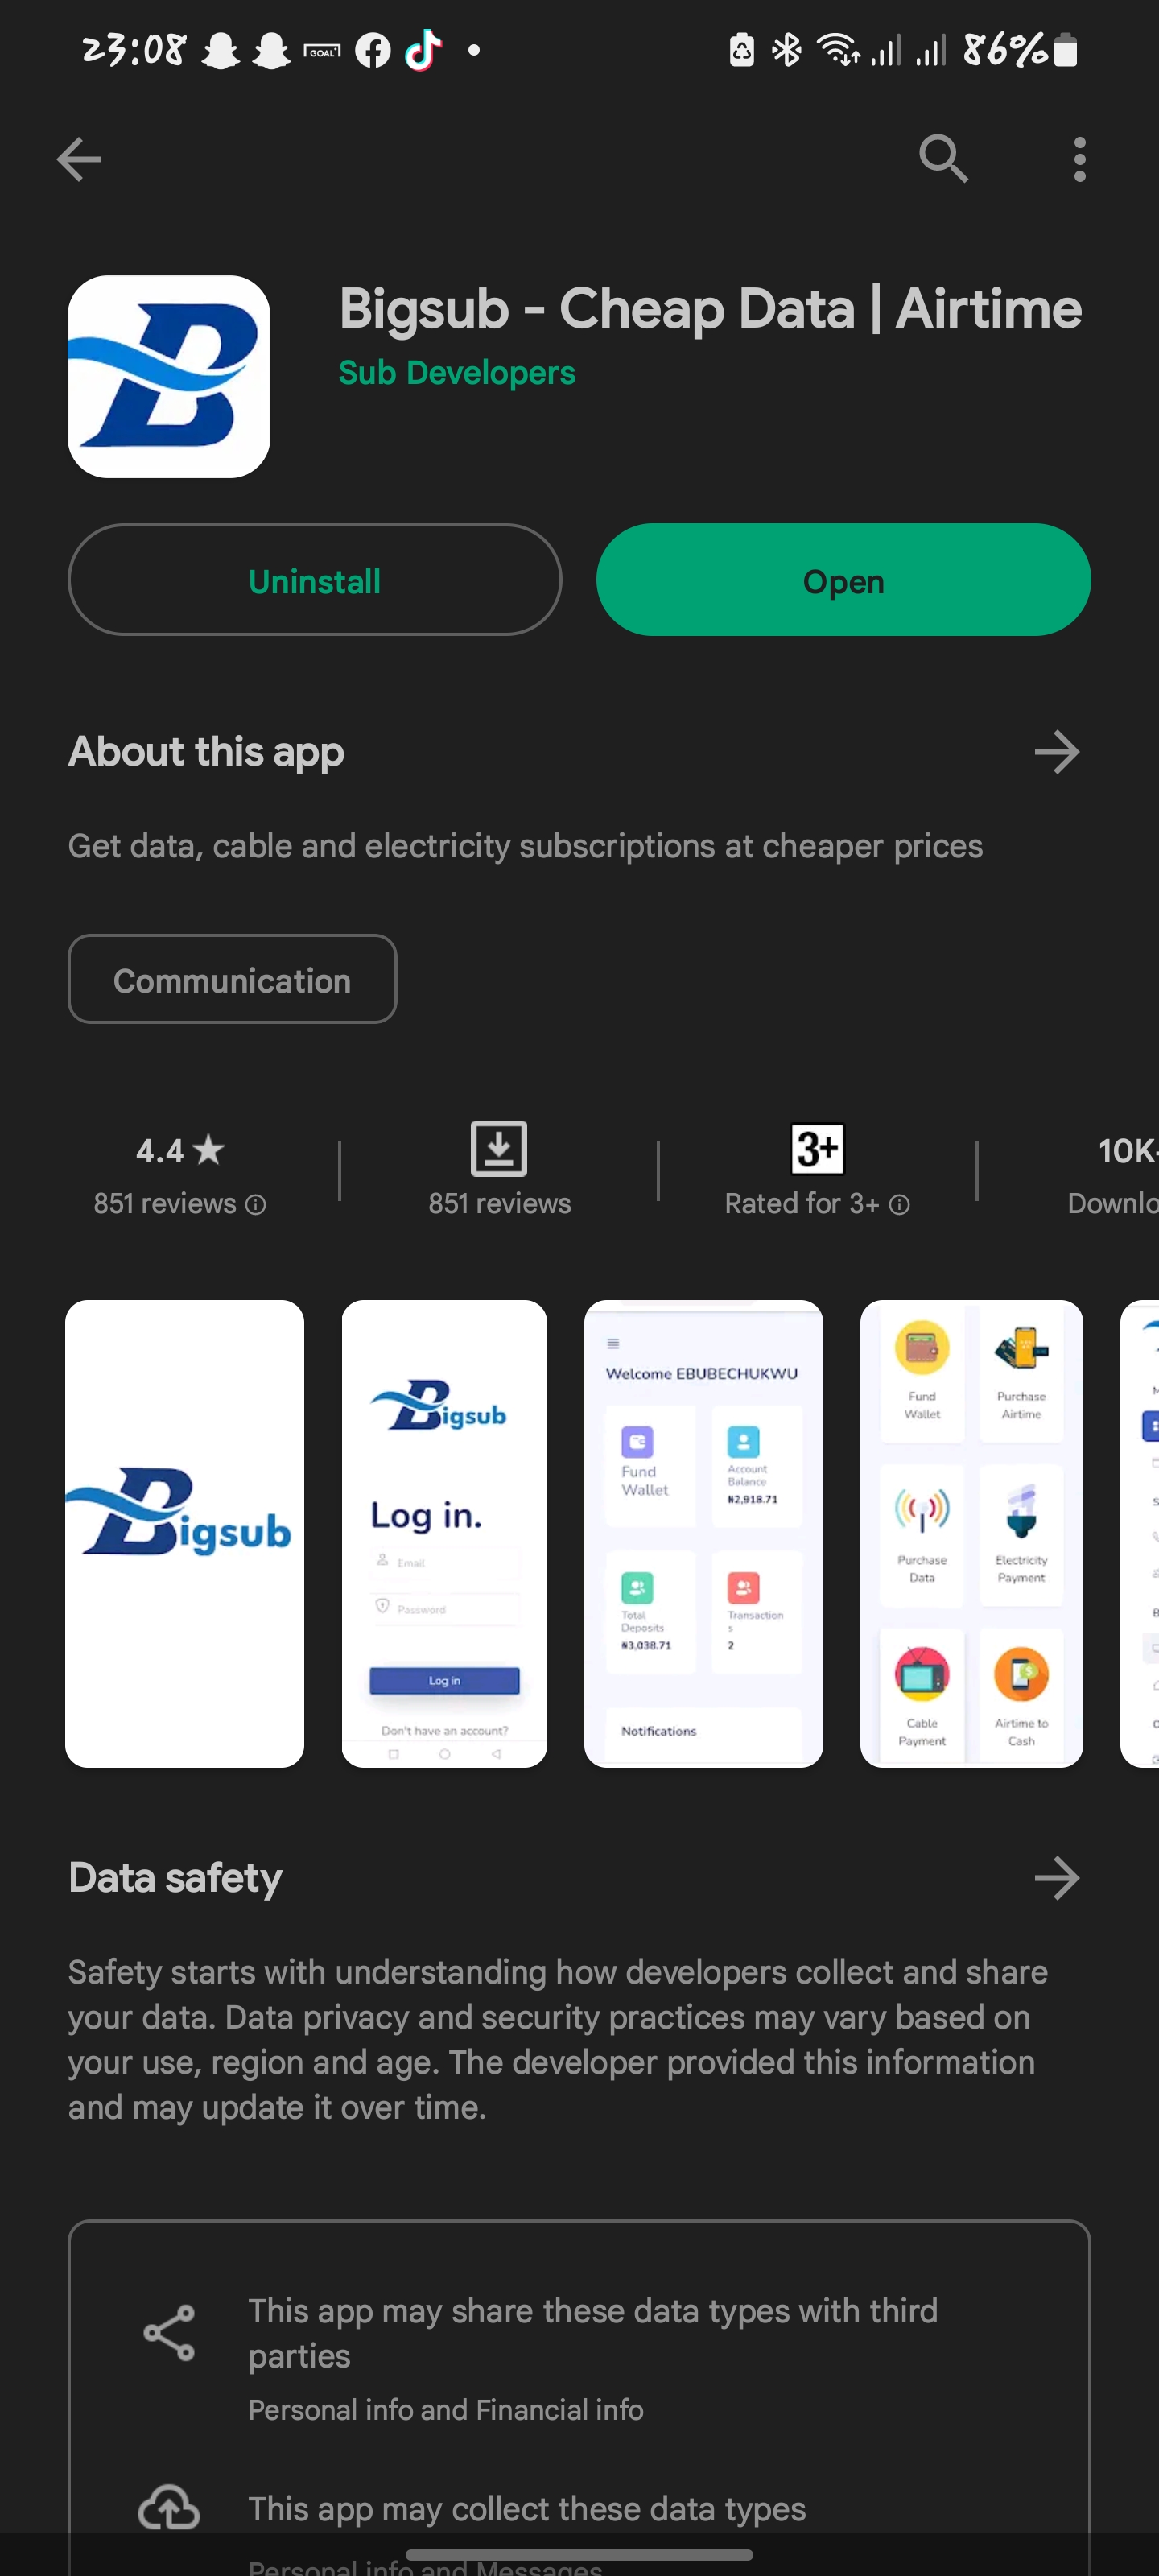 23:08
GOAL
86%
Bigsub - Cheap Data | Airtime
Sub Developers
Uninstall
Open
About this app
Get data, cable and electricity subscriptions at cheaper prices
Communication
4.4 ★
851 reviews
851 reviews
3+
Rated for 3+
10K
Downlo
Bigsub
Bigsub
Log in.
Email
Password
Log in
Don't have an account?
Welcome EBUBECHUKWU
Fund
Wallet
Account
Balance
₦2,918.71
Total
Deposits
₦3,038.71
Transaction
s
2
Notifications
Fund
Wallet
Purchase
Airtime
Purchase
Data
Electricity
Payment
Cable
Payment
Airtime to
Cash
Data safety
Safety starts with understanding how developers collect and share
your data. Data privacy and security practices may vary based on
your use, region and age. The developer provided this information
and may update it over time.
This app may share these data types with third
parties
Personal info and Financial info
This app may collect these data types
Personal info and Messages